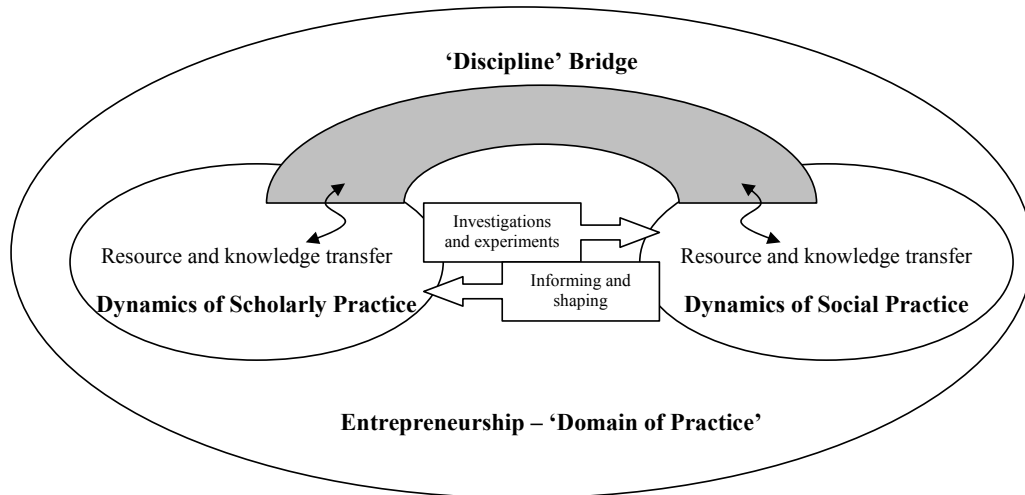 ‘Discipline’ Bridge
Investigations
and experiments
Resource and knowledge transfer
Resource and knowledge transfer
Informing and
shaping
Dynamics of Scholarly Practice
Dynamics of Social Practice
Entrepreneurship – ‘Domain of Practice’